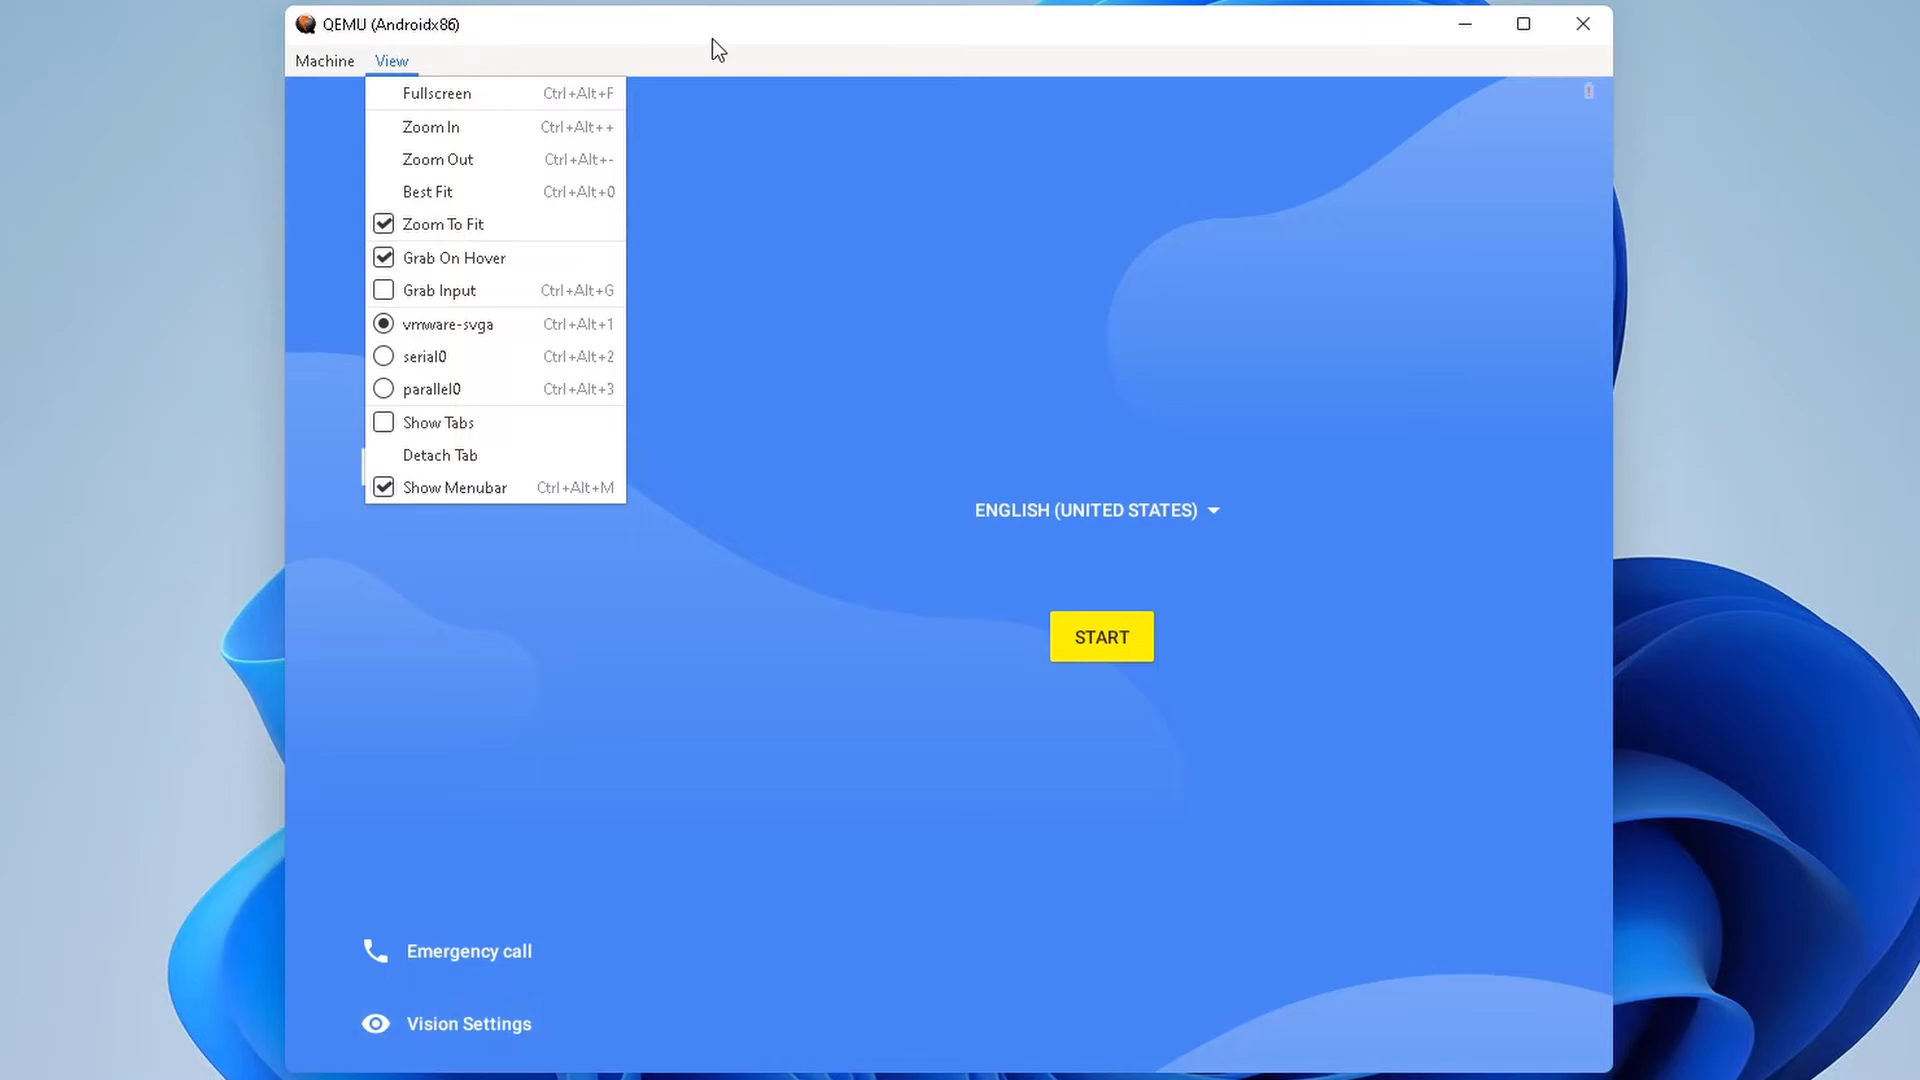 QEMU (Androidx86)
Machine View
Fullscreen Ctrl+Alt+F
Zoom In Ctrl+Alt++
Zoom Out Ctrl+Alt+-
Best Fit Ctrl+Alt+0
Zoom To Fit
Grab On Hover
Grab Input Ctrl+Alt+G
vmware-svga Ctrl+Alt+1
serial0 Ctrl+Alt+2
parallel0 Ctrl+Alt+3
Show Tabs
Detach Tab
Show Menubar Ctrl+Alt+M
ENGLISH (UNITED STATES)
START
Emergency call
Vision Settings